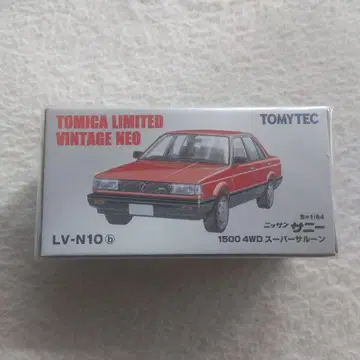 TOMICA LIMITED
VINTAGE NEO
TOMYTEC
S=1/64
ニッサン サニー
LV-N10ⓑ
1500 4WD スーパーサルーン